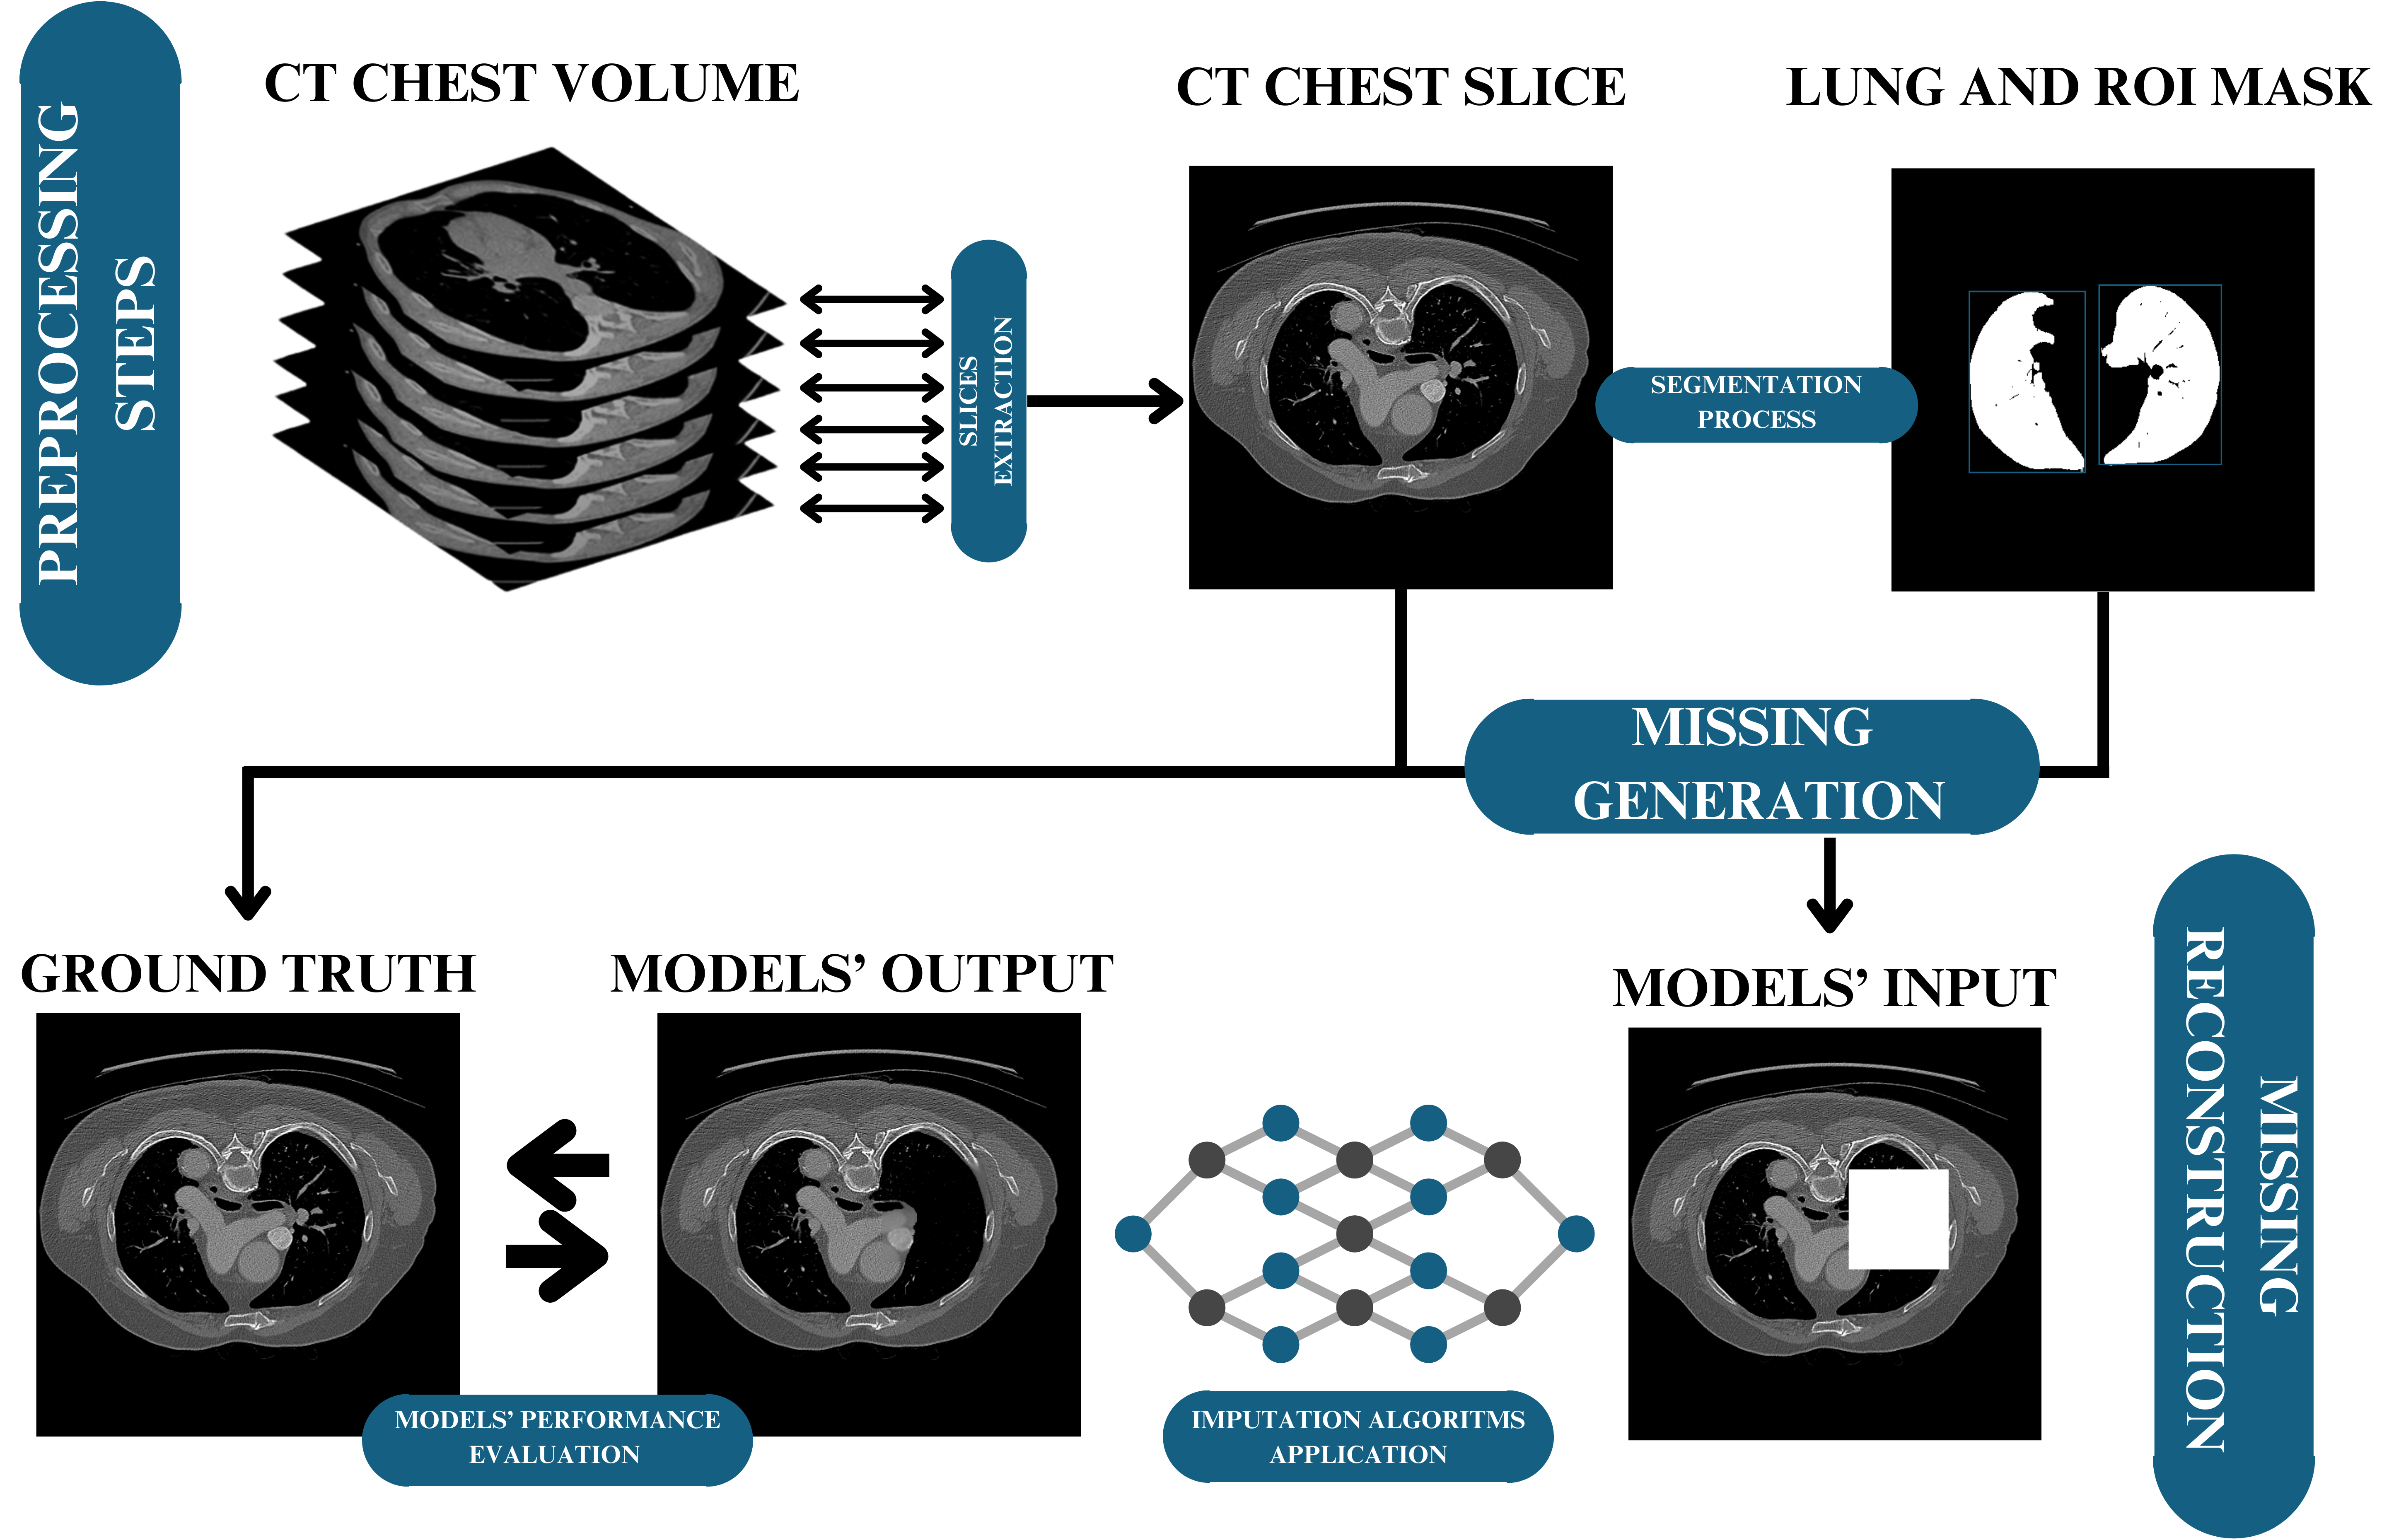 PREPROCESSING
STEPS
CT CHEST VOLUME
SLICES
EXTRACTION
CT CHEST SLICE
SEGMENTATION
PROCESS
LUNG AND ROI MASK
MISSING
GENERATION
GROUND TRUTH
MODELS’ OUTPUT
MODELS’ INPUT
MODELS’ PERFORMANCE
EVALUATION
IMPUTATION ALGORITMS
APPLICATION
MISSING
RECONSTRUCTION